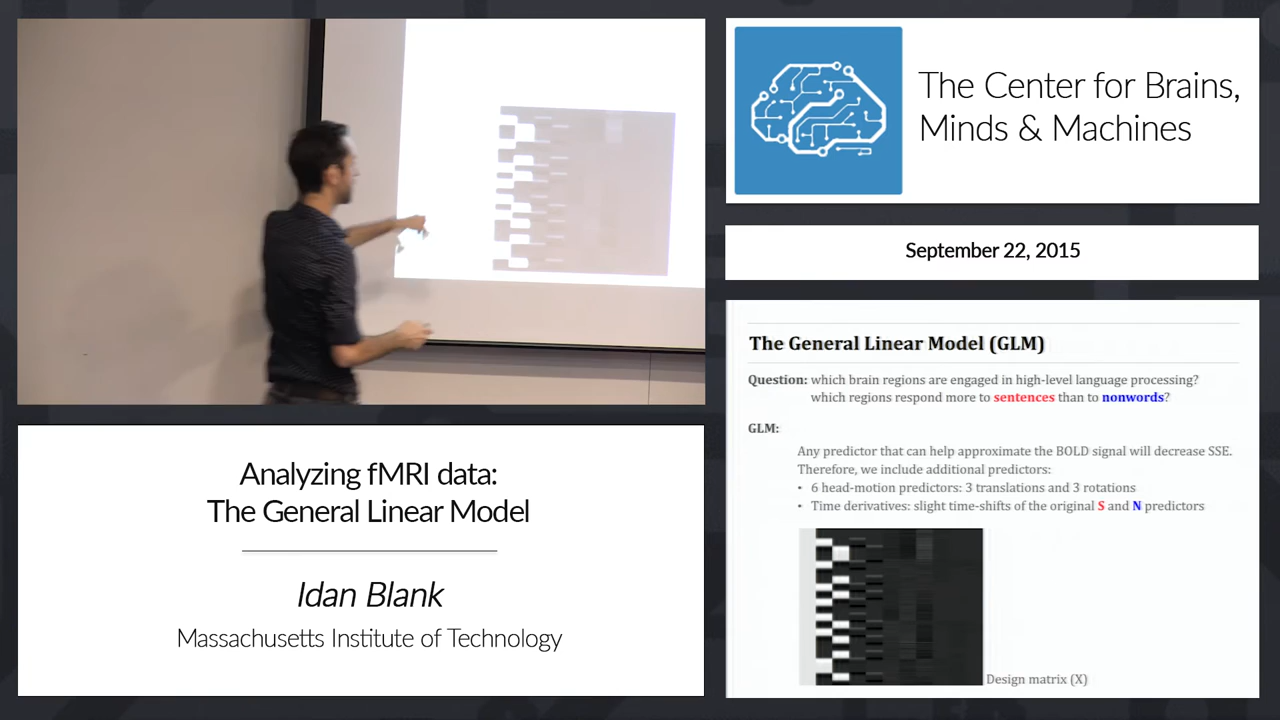 The Center for Brains,
Minds & Machines
September 22, 2015
Analyzing fMRI data:
The General Linear Model
Idan Blank
Massachusetts Institute of Technology
The General Linear Model (GLM)
Question: which brain regions are engaged in high-level language processing?
which regions respond more to sentences than to nonwords?
GLM:
Any predictor that can help approximate the BOLD signal will decrease SSE.
Therefore, we include additional predictors:
• 6 head-motion predictors: 3 translations and 3 rotations
• Time derivatives: slight time-shifts of the original S and N predictors
Design matrix (X)